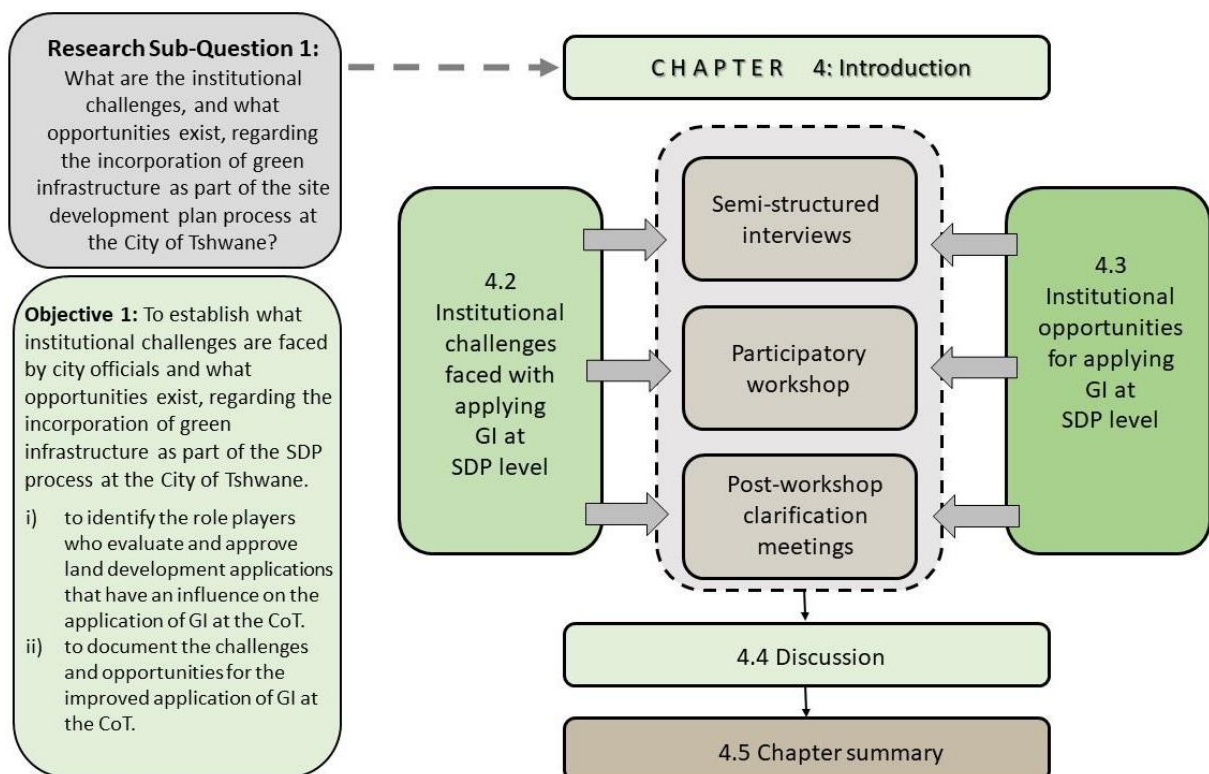 Research Sub-Question 1:
What are the institutional
challenges, and what
opportunities exist, regarding
the incorporation of green
infrastructure as part of the site
development plan process at
the City of Tshwane?
Objective 1: To establish what
institutional challenges are faced
by city officials and what
opportunities exist, regarding the
incorporation of green
infrastructure as part of the SDP
process at the City of Tshwane.
i) to identify the role players
who evaluate and approve
land development applications
that have an influence on the
application of GI at the CoT.
ii) to document the challenges
and opportunities for the
improved application of GI at
the CoT.
CHAPTER 4: Introduction
4.2
Institutional
challenges
faced with
applying
GI at
SDP level
Semi-structured
interviews
Participatory
workshop
Post-workshop
clarification
meetings
4.3
Institutional
opportunities
for applying
GI at
SDP level
4.4 Discussion
4.5 Chapter summary